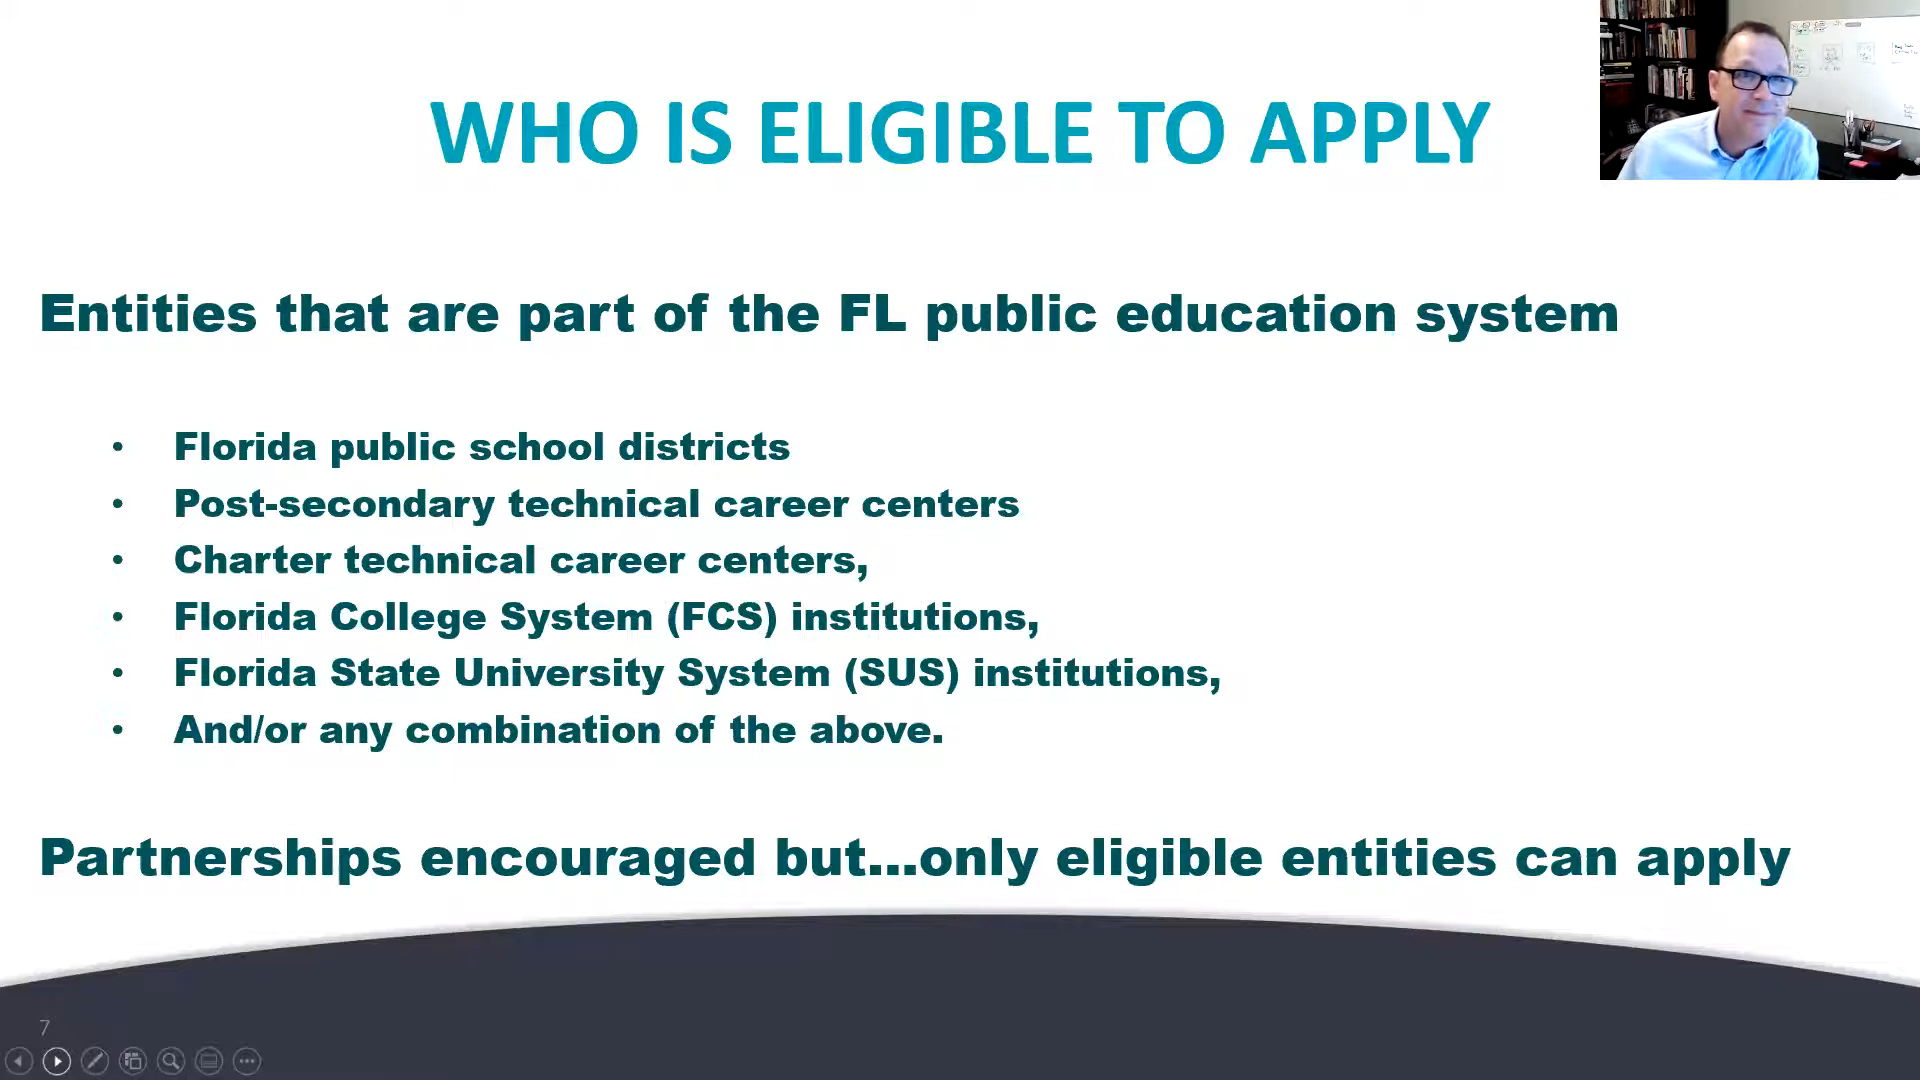 WHO IS ELIGIBLE TO APPLY
Entities that are part of the FL public education system
• Florida public school districts
• Post-secondary technical career centers
• Charter technical career centers,
• Florida College System (FCS) institutions,
• Florida State University System (SUS) institutions,
• And/or any combination of the above.
Partnerships encouraged but...only eligible entities can apply
7